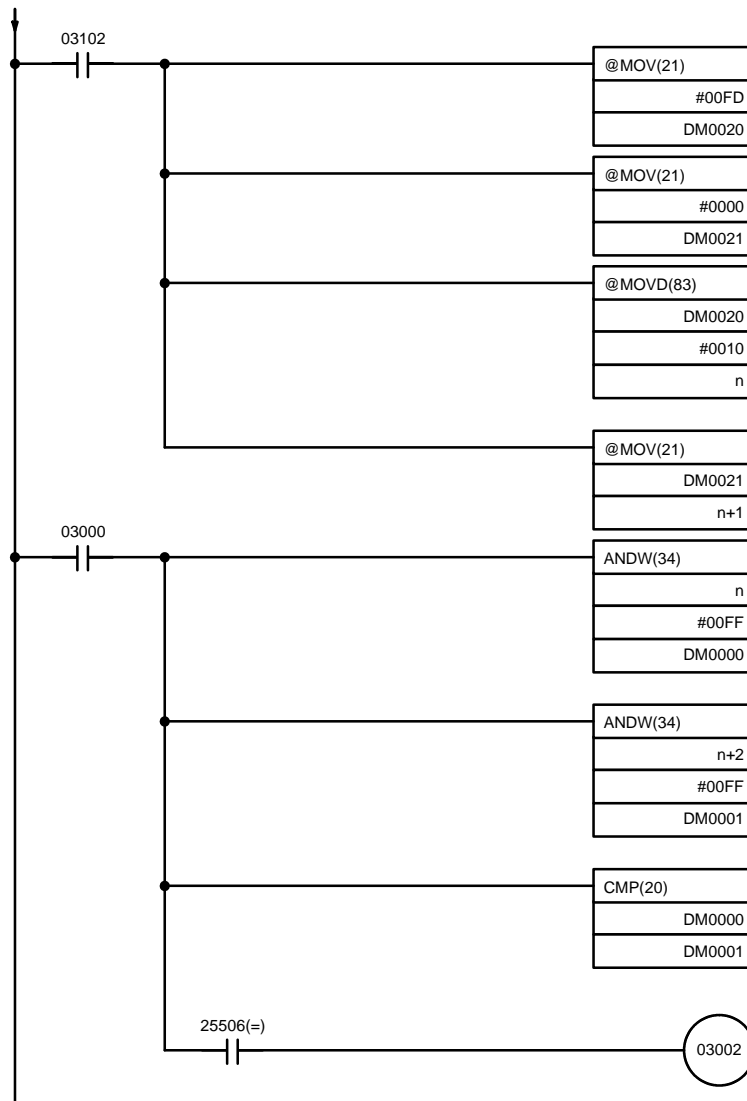 03102
@MOV(21)
#00FD
DM0020
@MOV(21)
#0000
DM0021
@MOVD(83)
DM0020
#0010
n
@MOV(21)
DM0021
n+1
03000
ANDW(34)
n
#00FF
DM0000
ANDW(34)
n+2
#00FF
DM0001
CMP(20)
DM0000
DM0001
25506(=)
03002